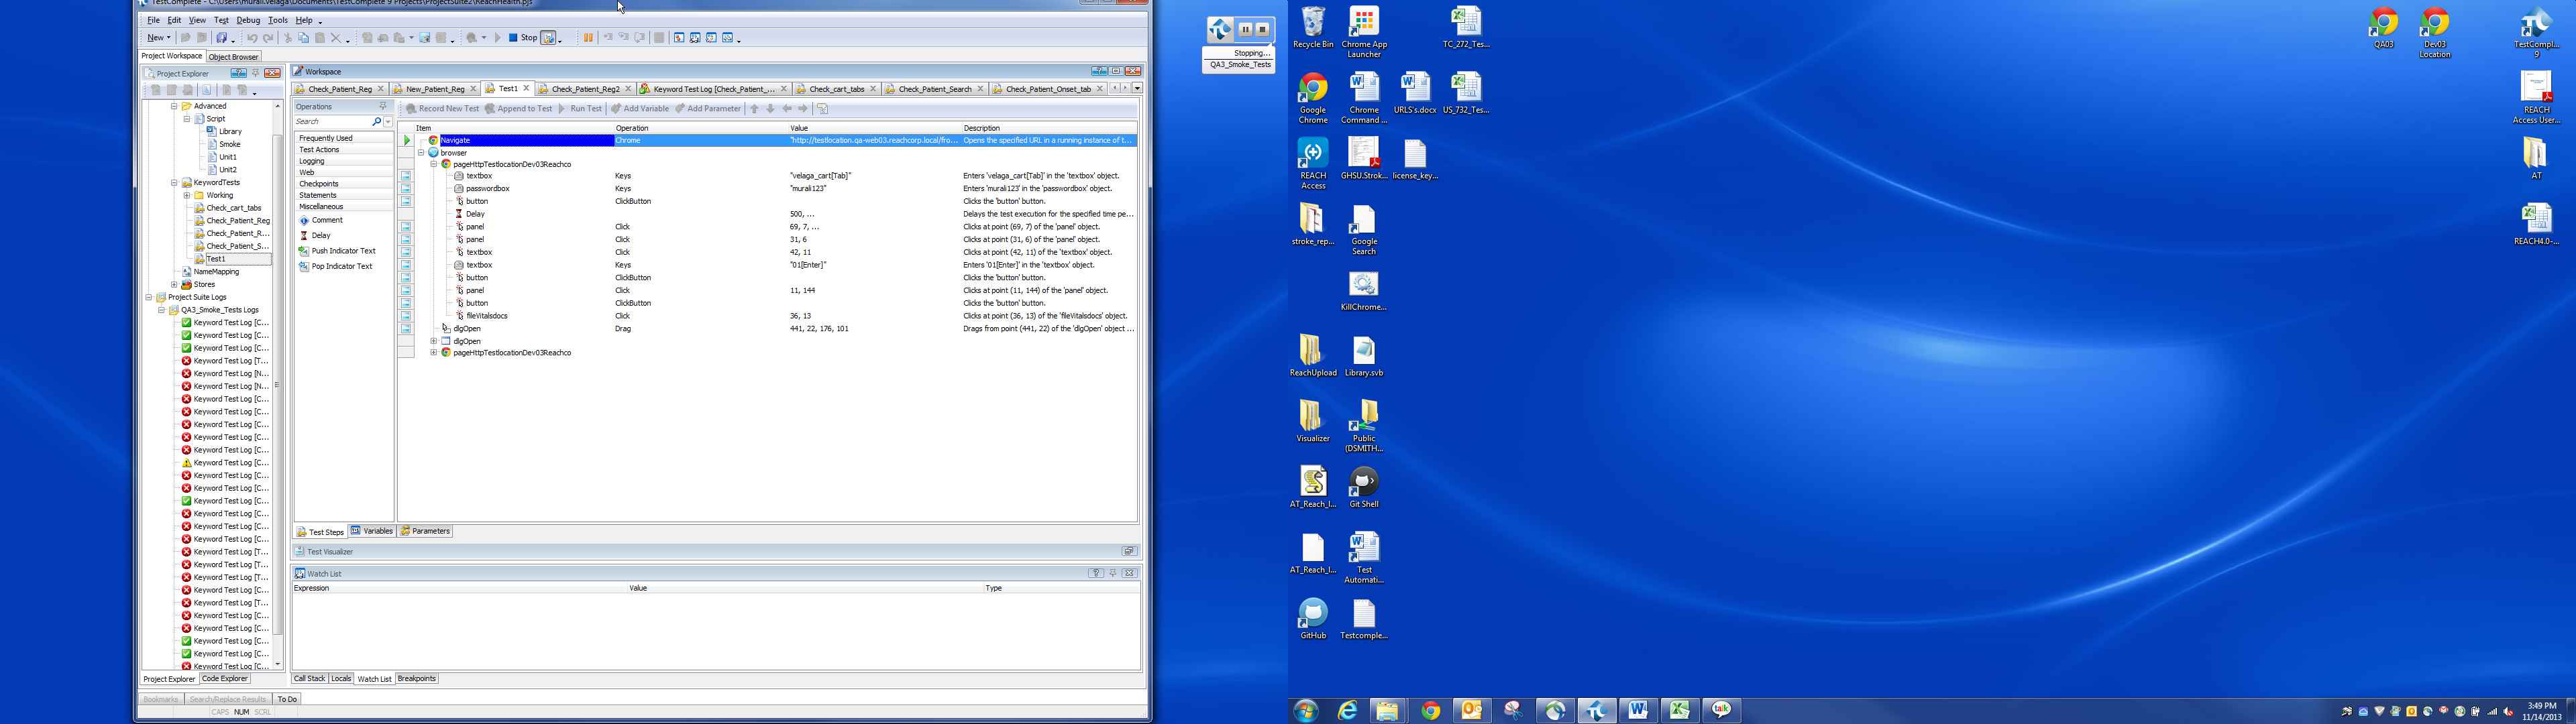 TestComplete - C:\Users\murali.velaga\Documents\TestComplete 9 Projects\ProjectSuite2\ReachHealth.pjs
File Edit View Test Debug Tools Help
New Stop
Project Workspace Object Browser
Project Explorer
Advanced
Script
Library
Smoke
Unit1
Unit2
KeywordTests
Working
Check_cart_tabs
Check_Patient_Reg
Check_Patient_R...
Check_Patient_S...
Test1
NameMapping
Stores
Project Suite Logs
QA3_Smoke_Tests Logs
Keyword Test Log [C...
Keyword Test Log [C...
Keyword Test Log [C...
Keyword Test Log [T...
Keyword Test Log [N...
Keyword Test Log [N...
Keyword Test Log [C...
Keyword Test Log [C...
Keyword Test Log [C...
Keyword Test Log [C...
Keyword Test Log [C...
Keyword Test Log [C...
Keyword Test Log [C...
Keyword Test Log [C...
Keyword Test Log [C...
Keyword Test Log [C...
Keyword Test Log [C...
Keyword Test Log [C...
Keyword Test Log [T...
Keyword Test Log [C...
Keyword Test Log [T...
Keyword Test Log [C...
Keyword Test Log [T...
Keyword Test Log [C...
Keyword Test Log [C...
Keyword Test Log [C...
Keyword Test Log [C...
Keyword Test Log [C...
Project Explorer Code Explorer
Bookmarks Search/Replace Results To Do
CAPS NUM SCRL
Workspace
Check_Patient_Reg New_Patient_Reg Test1 Check_Patient_Reg2 Keyword Test Log [Check_Patient_... Check_cart_tabs Check_Patient_Search Check_Patient_Onset_tab
Operations
Search
Frequently Used
Test Actions
Logging
Web
Checkpoints
Statements
Miscellaneous
Comment
Delay
Push Indicator Text
Pop Indicator Text
Record New Test Append to Test Run Test Add Variable Add Parameter
Item Operation Value Description
Navigate Chrome "http://testlocation.qa-web03.reachcorp.local/fro... Opens the specified URL in a running instance of t...
browser
pageHttpTestlocationDev03Reachco
textbox Keys "velaga_cart[Tab]" Enters 'velaga_cart[Tab]' in the 'textbox' object.
passwordbox Keys "murali123" Enters 'murali123' in the 'passwordbox' object.
button ClickButton Clicks the 'button' button.
Delay 500, ... Delays the test execution for the specified time pe...
panel Click 69, 7, ... Clicks at point (69, 7) of the 'panel' object.
panel Click 31, 6 Clicks at point (31, 6) of the 'panel' object.
textbox Click 42, 11 Clicks at point (42, 11) of the 'textbox' object.
textbox Keys "01[Enter]" Enters '01[Enter]' in the 'textbox' object.
button ClickButton Clicks the 'button' button.
panel Click 11, 144 Clicks at point (11, 144) of the 'panel' object.
button ClickButton Clicks the 'button' button.
fileVitalsdocs Click 36, 13 Clicks at point (36, 13) of the 'fileVitalsdocs' object.
dlgOpen Drag 441, 22, 176, 101 Drags from point (441, 22) of the 'dlgOpen' object ...
dlgOpen
pageHttpTestlocationDev03Reachco
Test Steps Variables Parameters
Test Visualizer
Watch List
Expression Value Type
Call Stack Locals Watch List Breakpoints
Stopping...
QA3_Smoke_Tests
Recycle Bin
Chrome App Launcher
TC_272_Tes...
QA03
Dev03 Location
TestCompl... 9
Google Chrome
Chrome Command ...
URLS's.docx
US_732_Tes...
REACH Access User...
REACH Access
GHSU.Strok...
license_key...
AT
stroke_rep...
Google Search
REACH4.0-...
KillChrome...
ReachUpload
Library.svb
Visualizer
Public (DSMITH...
AT_Reach_I...
Git Shell
AT_Reach_I...
Test Automati...
GitHub
Testcomple...
talk
3:49 PM
11/14/2013